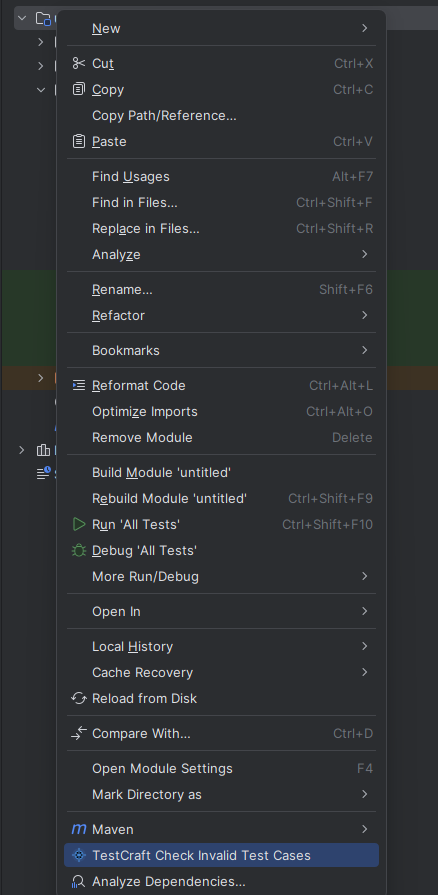 New
Cut Ctrl+X
Copy Ctrl+C
Copy Path/Reference...
Paste Ctrl+V
Find Usages Alt+F7
Find in Files... Ctrl+Shift+F
Replace in Files... Ctrl+Shift+R
Analyze
Rename... Shift+F6
Refactor
Bookmarks
Reformat Code Ctrl+Alt+L
Optimize Imports Ctrl+Alt+O
Remove Module Delete
Build Module 'untitled'
Rebuild Module 'untitled' Ctrl+Shift+F9
Run 'All Tests' Ctrl+Shift+F10
Debug 'All Tests'
More Run/Debug
Open In
Local History
Cache Recovery
Reload from Disk
Compare With... Ctrl+D
Open Module Settings F4
Mark Directory as
Maven
TestCraft Check Invalid Test Cases
Analyze Dependencies...